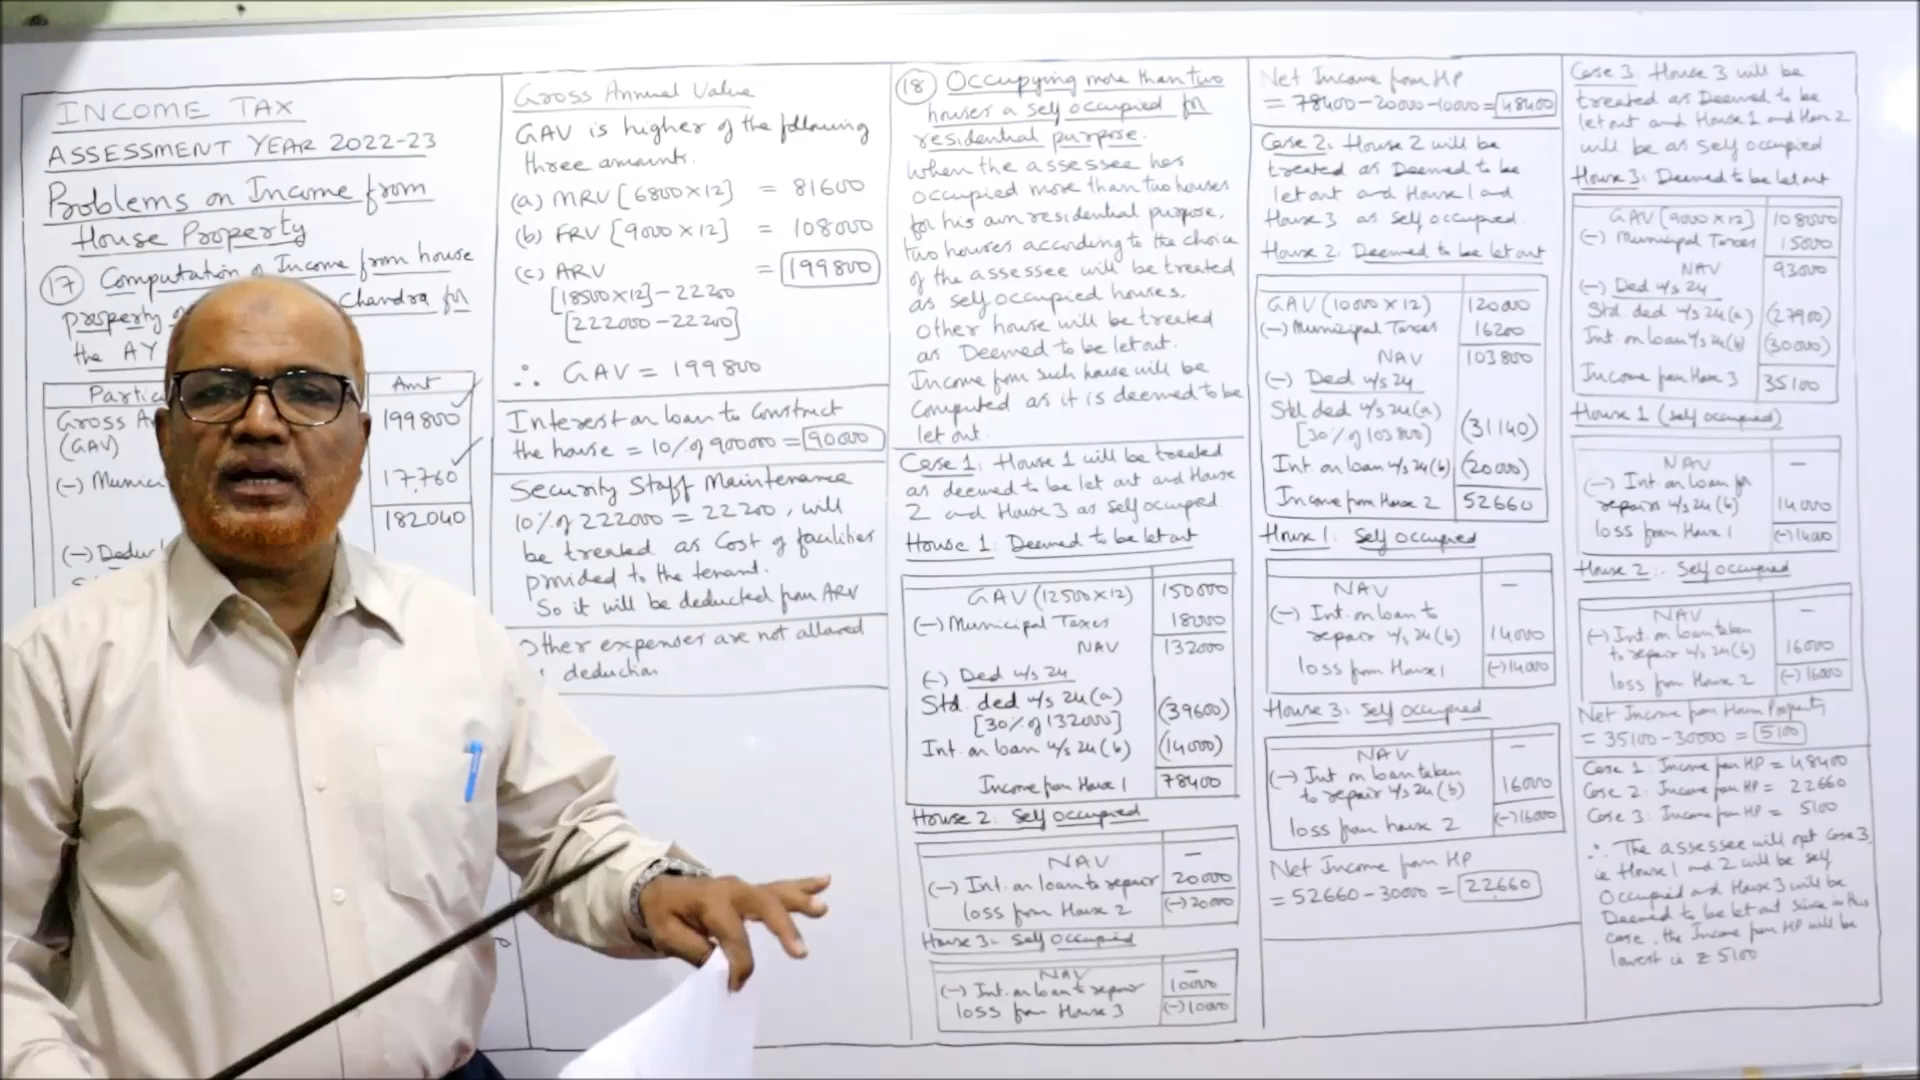 INCOME TAX
ASSESSMENT YEAR 2022-23
Problems on Income from
House Property
17 Computation of Income from house
property Chandra for
the AY
Partic Amt
Gross A 199800
(GAV)
(-) Munici 17,760
182040
(-) Deduc
Gross Annual Value
GAV is higher of the following
three amounts.
(a) MRV [6800×12] = 81600
(b) FRV [9000×12] = 108000
(c) ARV = 199800
[18500×12]-22200
[222000-22200]
∴ GAV = 199800
Interest on loan to construct
the house = 10% of 900000 = 90000
Security Staff Maintenance
10% of 222000 = 22200, will
be treated as Cost of facilities
provided to the tenant.
So it will be deducted from ARV
Other expenses are not allowed
deduction
18 Occupying more than two
houses a self occupied for
residential purpose.
When the assessee has
occupied more than two houses
for his own residential purpose,
two houses according to the choice
of the assessee will be treated
as self occupied houses.
Other house will be treated
as Deemed to be let out.
Income from such house will be
Computed as it is deemed to be
let out.
Case 1: House 1 will be treated
as deemed to be let out and House
2 and House 3 as Self occupied.
House 1: Deemed to be let out
GAV (12500×12) 150000
(-) Municipal Taxes 18000
NAV 132000
(-) Ded u/s 24
Std. ded u/s 24(a) (39600)
[30% of 132000]
Int. on loan u/s 24(b) (14000)
Income from House 1 78400
House 2: Self occupied
NAV –
(-) Int. on loan to repair 20000
loss from House 2 (-)20000
House 3:- Self Occupied
NAV –
(-) Int. on loan to repair 10000
loss from House 3 (-)10000
Net Income from HP
= 78400-20000-10000 = 48400
Case 2: House 2 will be
treated as Deemed to be
let out and House 1 and
House 3 as Self occupied.
House 2: Deemed to be let out
GAV (10000×12) 120000
(-) Municipal Taxes 16200
NAV 103800
(-) Ded u/s 24
Std ded u/s 24(a) (31140)
[30% of 103800]
Int on loan u/s 24(b) (20000)
Income from House 2 52660
House 1: Self occupied
NAV –
(-) Int. on loan to
repair u/s 24(b) 14000
loss from House 1 (-)14000
House 3: Self occupied
NAV –
(-) Int on loan taken
to repair u/s 24(b) 16000
loss from house 2 (-)16000
Net Income from HP
= 52660-30000 = 22660
Case 3: House 3 will be
treated as Deemed to be
let out and House 1 and House 2
will be as Self occupied
House 3: Deemed to be let out
GAV [9000×12] 108000
(-) Municipal Taxes 15000
NAV 93000
(-) Ded u/s 24
Std. ded u/s 24(a) (27900)
Int. on loan u/s 24(b) (30000)
Income from House 3 35100
House 1 (self occupied)
NAV –
(-) Int. on loan for
repairs u/s 24(b) 14000
loss from House 1 (-)14000
House 2:- Self occupied
NAV –
(-) Int. on loan taken
to repair u/s 24(b) 16000
loss from House 2 (-)16000
Net Income from House Property
= 35100-30000 = 5100
Case 1: Income from HP = 48400
Case 2: Income from HP = 22660
Case 3: Income from HP = 5100
∴ The assessee will opt Case 3,
ie House 1 and 2 will be self
Occupied and House 3 will be
Deemed to be let out since in this
case, the Income from HP will be
lowest ie ₹ 5100